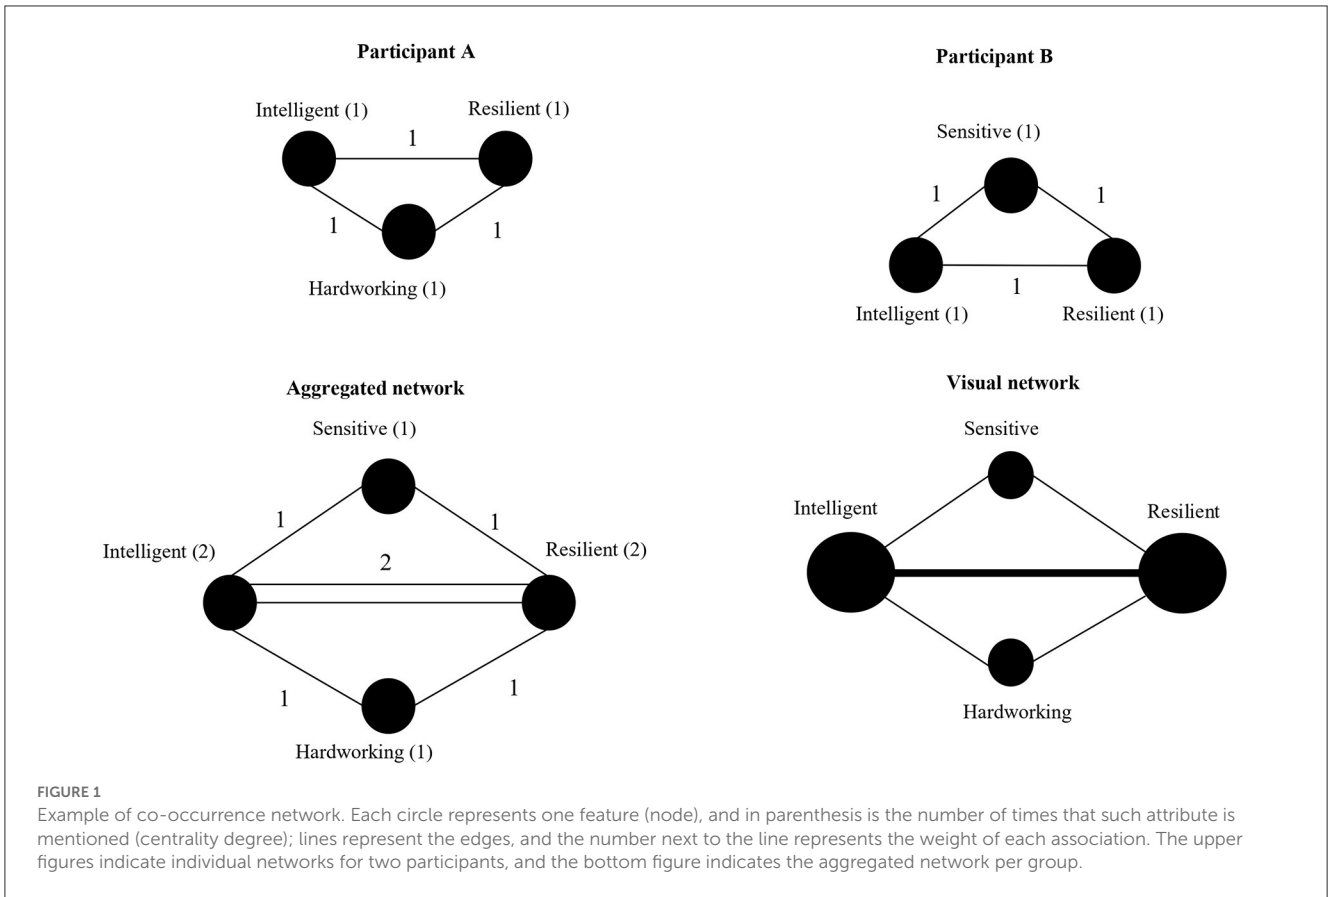 Participant A
Intelligent (1)
Resilient (1)
1
1
1
Hardworking (1)
Participant B
Sensitive (1)
1
1
1
Intelligent (1)
Resilient (1)
Aggregated network
Sensitive (1)
1
1
Intelligent (2)
2
Resilient (2)
1
1
Hardworking (1)
Visual network
Sensitive
Intelligent
Resilient
Hardworking
FIGURE 1
Example of co-occurrence network. Each circle represents one feature (node), and in parenthesis is the number of times that such attribute is
mentioned (centrality degree); lines represent the edges, and the number next to the line represents the weight of each association. The upper
figures indicate individual networks for two participants, and the bottom figure indicates the aggregated network per group.